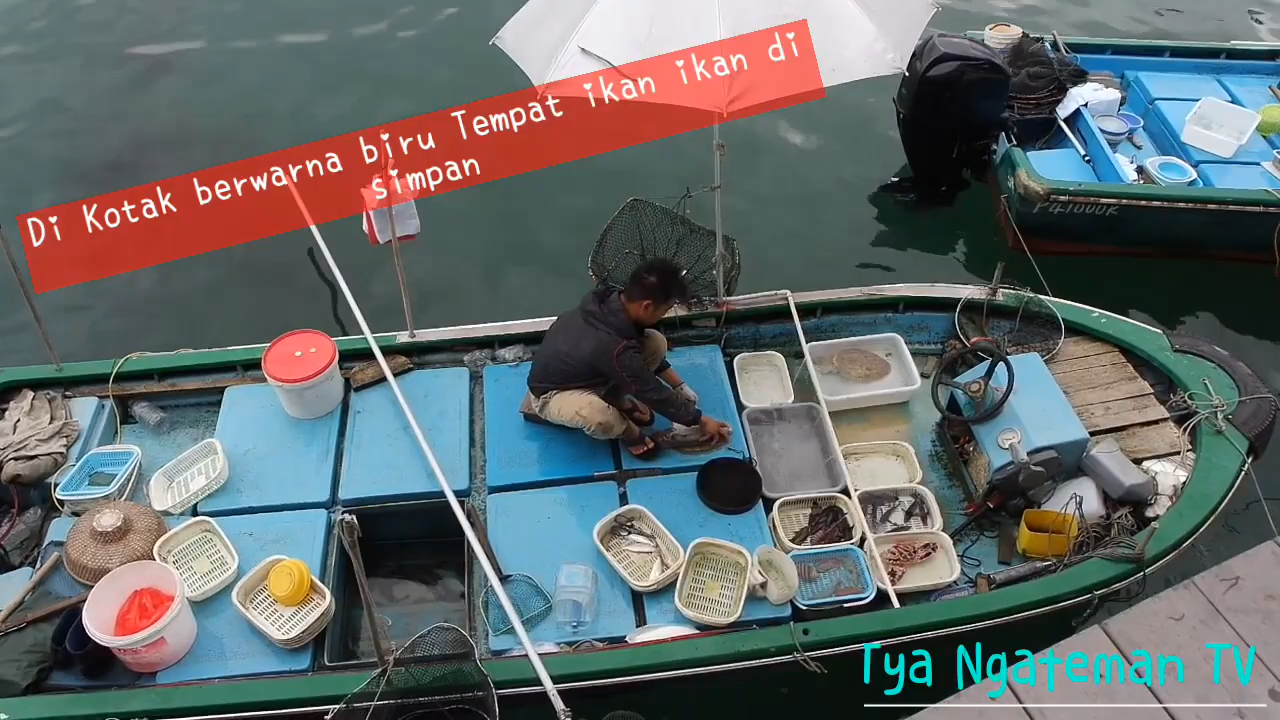 Di Kotak berwarna biru Tempat ikan ikan di
simpan
Tya Ngateman TV